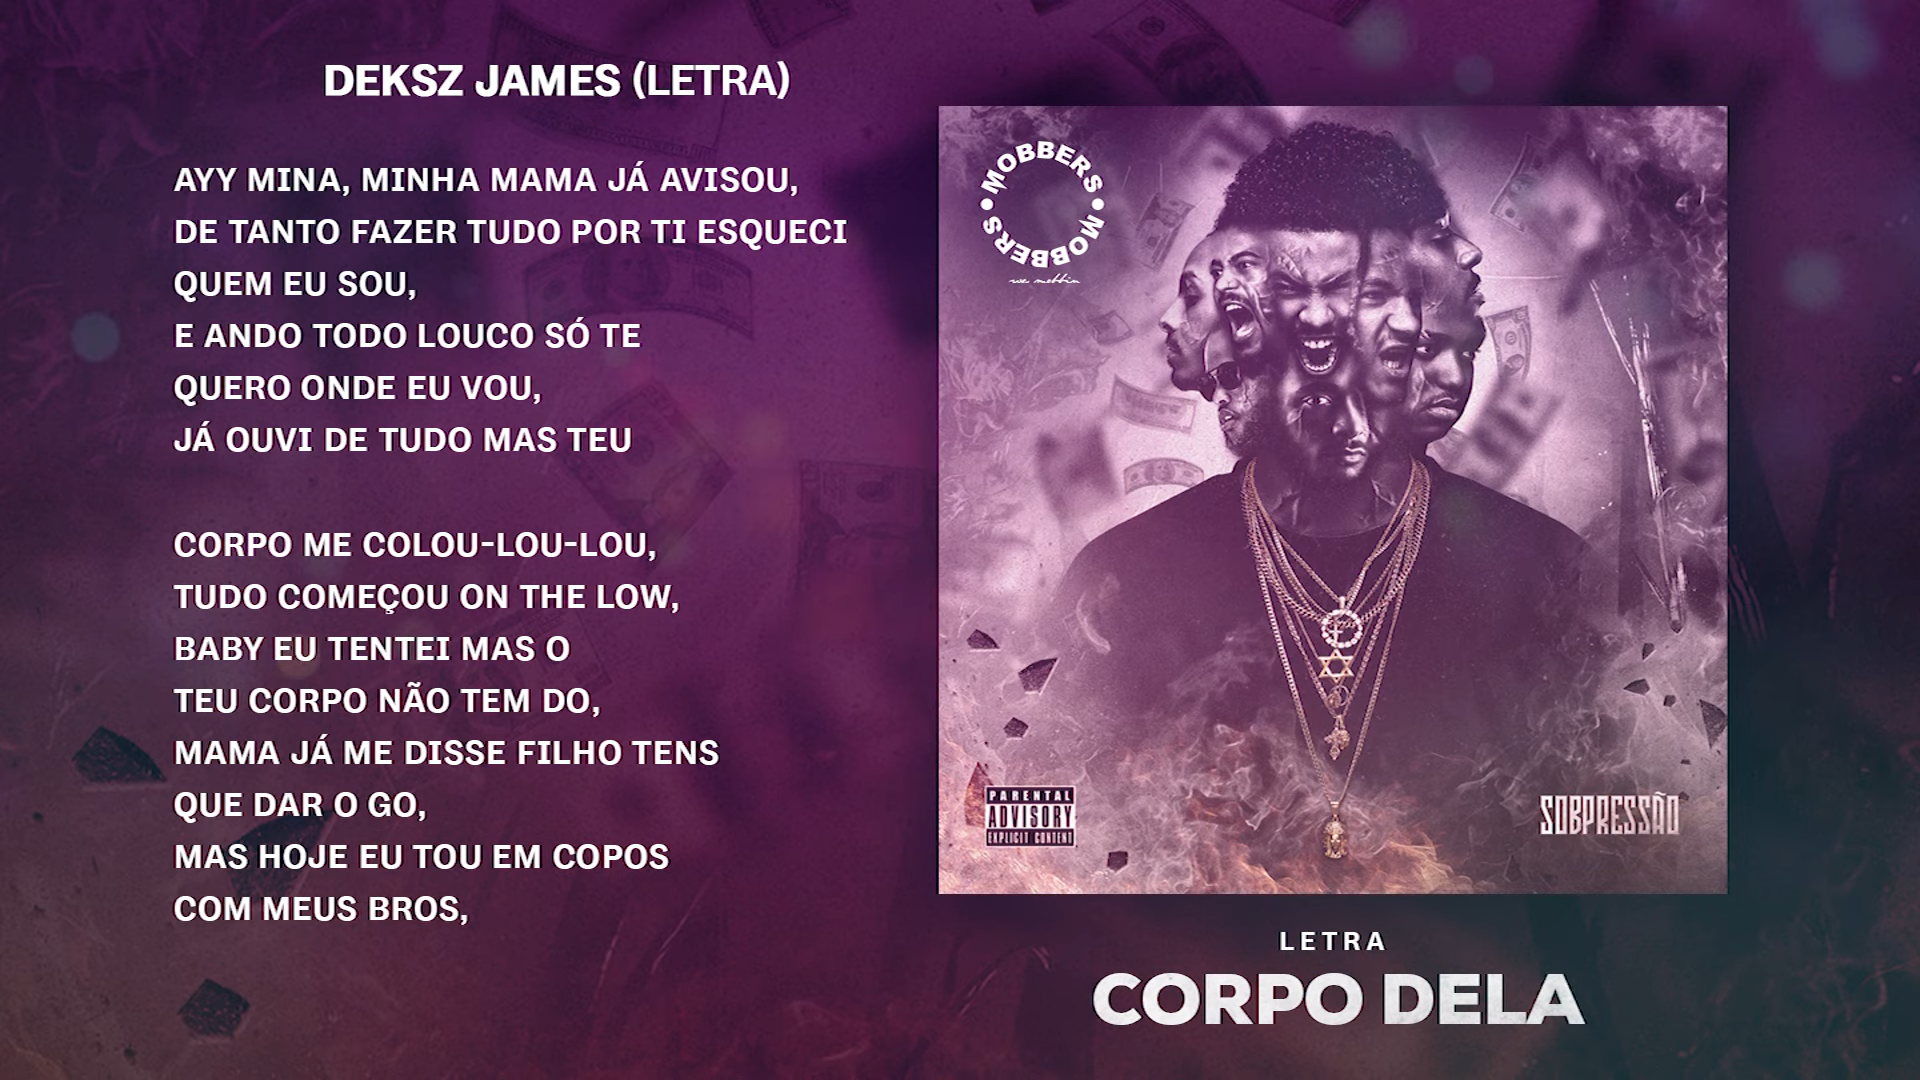 DEKSZ JAMES (LETRA)
AYY MINA, MINHA MAMA JÁ AVISOU,
DE TANTO FAZER TUDO POR TI ESQUECI
QUEM EU SOU,
E ANDO TODO LOUCO SÓ TE
QUERO ONDE EU VOU,
JÁ OUVI DE TUDO MAS TEU
CORPO ME COLOU-LOU-LOU,
TUDO COMEÇOU ON THE LOW,
BABY EU TENTEI MAS O
TEU CORPO NÃO TEM DO,
MAMA JÁ ME DISSE FILHO TENS
QUE DAR O GO,
MAS HOJE EU TOU EM COPOS
COM MEUS BROS,
MOBBERS • MOBBERS •
we mobbin
PARENTAL
ADVISORY
EXPLICIT CONTENT
SOBPRESSÃO
LETRA
CORPO DELA